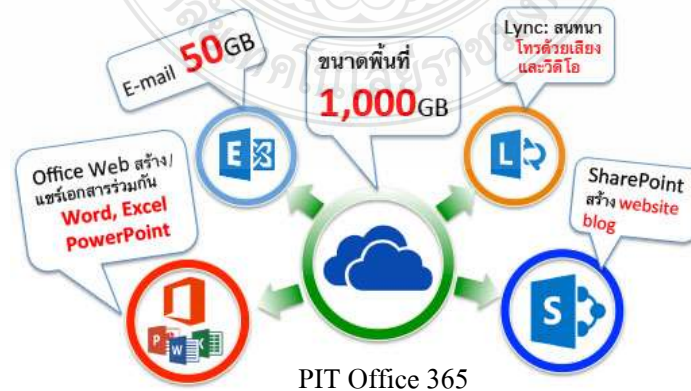 E-mail 50GB
ขนาดพื้นที่
1,000GB
Lync: สนทนา
โทรด้วยเสียง
และวิดีโอ
Office Web สร้าง/
แชร์เอกสารร่วมกัน
Word, Excel
PowerPoint
SharePoint
สร้าง website
blog
E
L
S
P W X
PIT Office 365